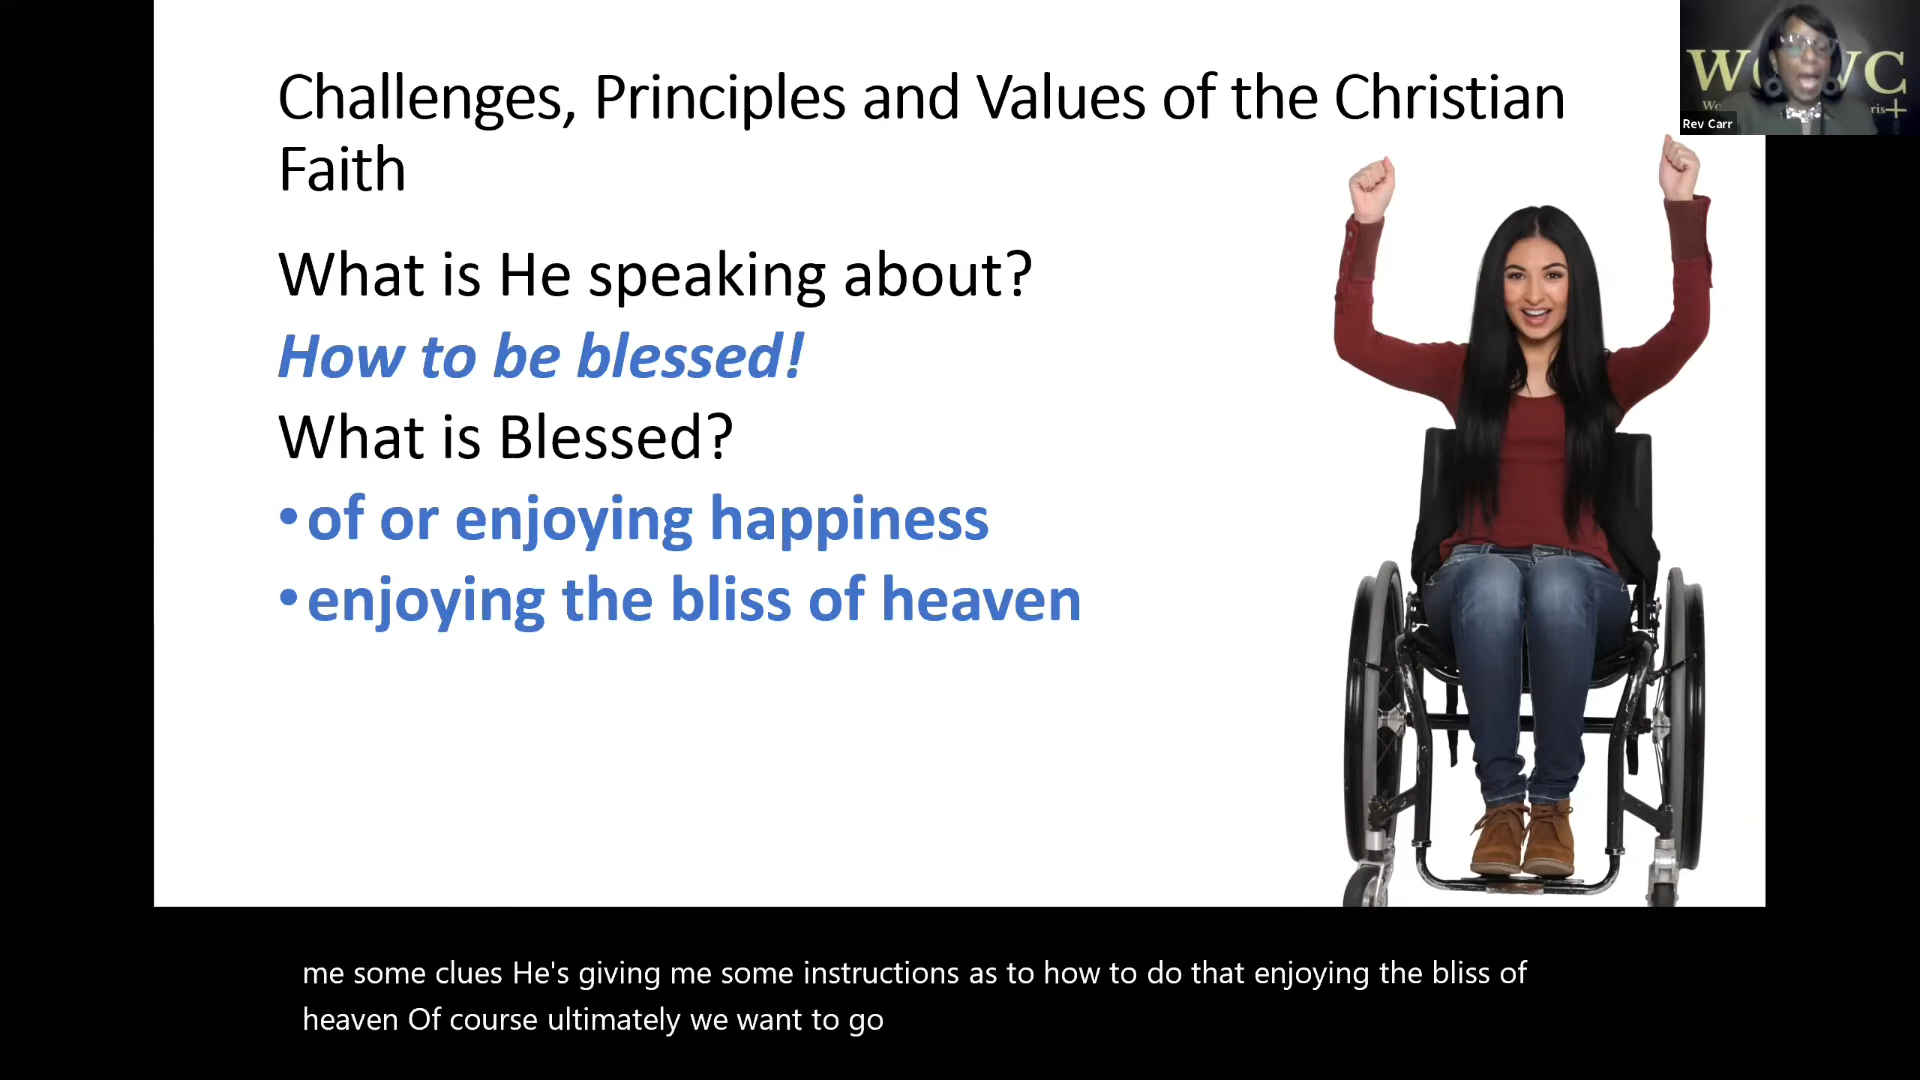 Challenges, Principles and Values of the Christian
Faith
What is He speaking about?
How to be blessed!
What is Blessed?
• of or enjoying happiness
• enjoying the bliss of heaven
Rev Carr
me some clues He's giving me some instructions as to how to do that enjoying the bliss of
heaven Of course ultimately we want to go